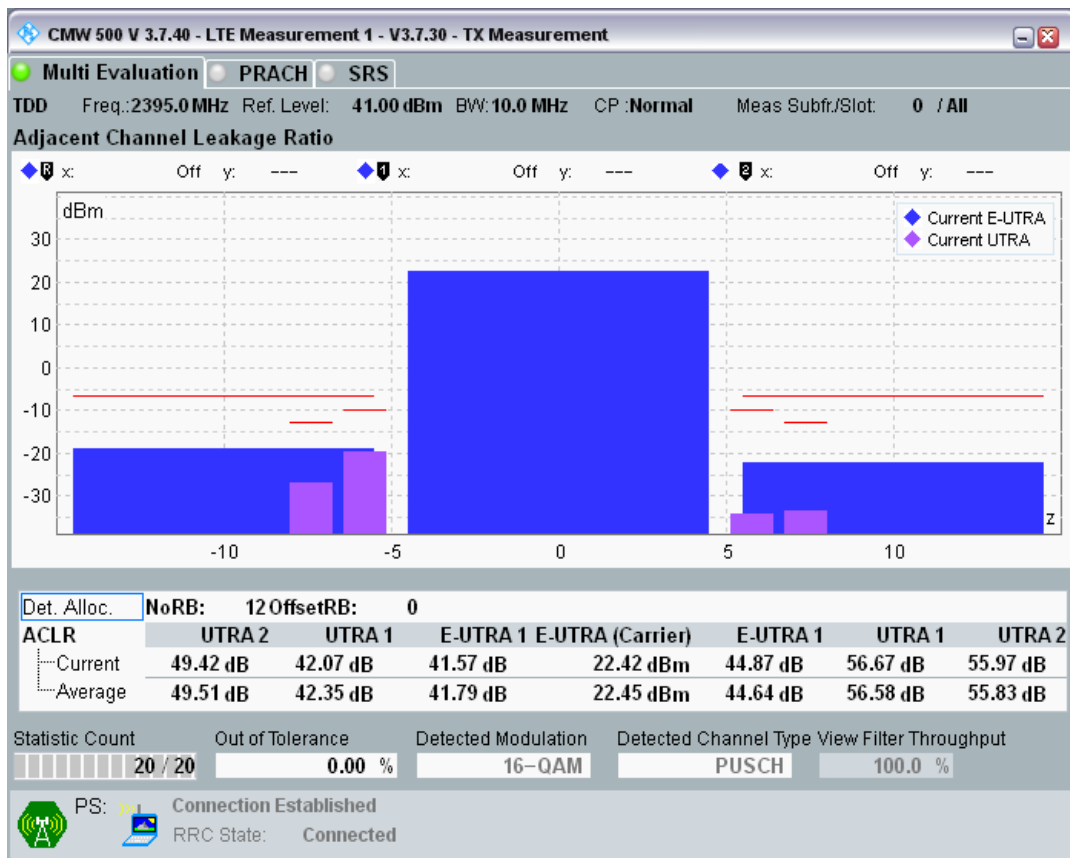 CMW 500 V 3.7.40 - LTE Measurement 1 - V3.7.30 - TX Measurement
Multi Evaluation PRACH SRS
TDD Freq.:2395.0 MHz Ref. Level: 41.00 dBm BW:10.0 MHz CP :Normal Meas Subfr./Slot: 0 / All
Adjacent Channel Leakage Ratio
R x: Off y: --- 1 x: Off y: --- 2 x: Off y: ---
dBm
Current E-UTRA
Current UTRA
30
20
10
0
-10
-20
-30
z
-10 -5 0 5 10
Det. Alloc. NoRB: 12 OffsetRB: 0
ACLR UTRA 2 UTRA 1 E-UTRA 1 E-UTRA (Carrier) E-UTRA 1 UTRA 1 UTRA 2
Current 49.42 dB 42.07 dB 41.57 dB 22.42 dBm 44.87 dB 56.67 dB 55.97 dB
Average 49.51 dB 42.35 dB 41.79 dB 22.45 dBm 44.64 dB 56.58 dB 55.83 dB
Statistic Count Out of Tolerance Detected Modulation Detected Channel Type View Filter Throughput
20 / 20 0.00 % 16-QAM PUSCH 100.0 %
PS: Connection Established
RRC State: Connected